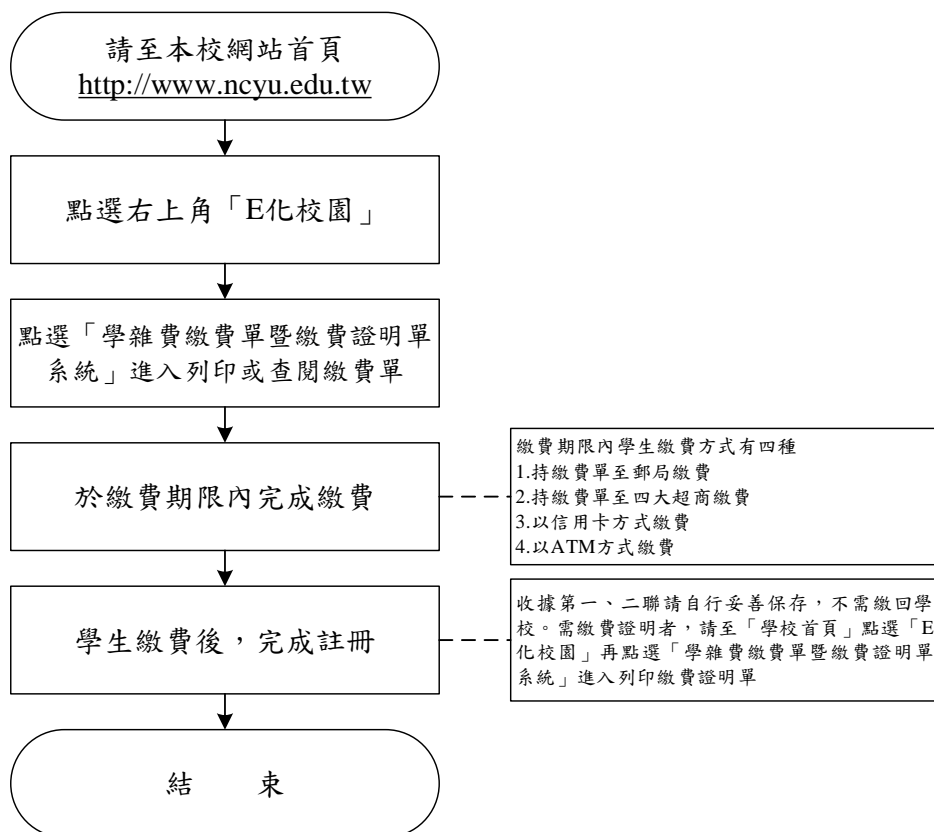 請至本校網站首頁
http://www.ncyu.edu.tw
點選右上角「E化校園」
點選「學雜費繳費單暨繳費證明單
系統」進入列印或查閱繳費單
於繳費期限內完成繳費
繳費期限內學生繳費方式有四種
1.持繳費單至郵局繳費
2.持繳費單至四大超商繳費
3.以信用卡方式繳費
4.以ATM方式繳費
學生繳費後，完成註冊
收據第一、二聯請自行妥善保存，不需繳回學
校。需繳費證明者，請至「學校首頁」點選「E
化校園」再點選「學雜費繳費單暨繳費證明單
系統」進入列印繳費證明單
結　　束